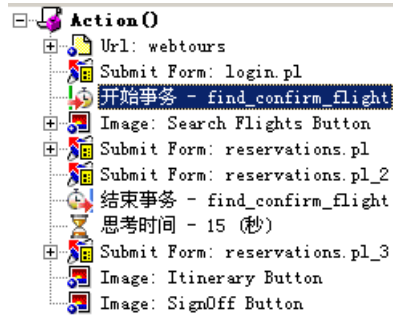 Action()
Url: webtours
Submit Form: login.pl
开始事务 - find_confirm_flight
Image: Search Flights Button
Submit Form: reservations.pl
Submit Form: reservations.pl_2
结束事务 - find_confirm_flight
思考时间 - 15 (秒)
Submit Form: reservations.pl_3
Image: Itinerary Button
Image: SignOff Button